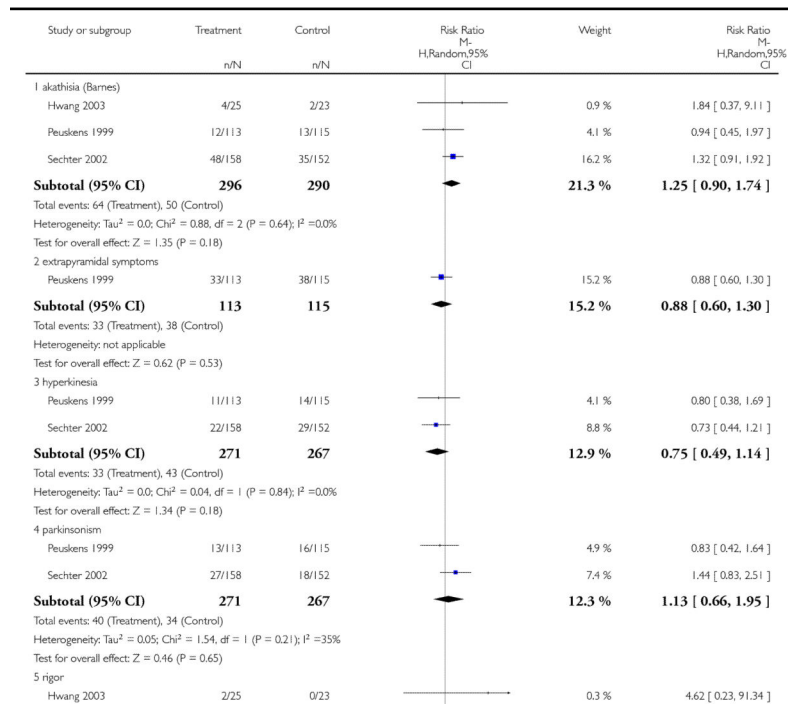 Study or subgroup Treatment Control Risk Ratio Weight Risk Ratio
M- M-
H,Random,95% H,Random,95%
n/N n/N CI CI
1 akathisia (Barnes)
Hwang 2003 4/25 2/23 0.9 % 1.84 [ 0.37, 9.11 ]
Peuskens 1999 12/113 13/115 4.1 % 0.94 [ 0.45, 1.97 ]
Sechter 2002 48/158 35/152 16.2 % 1.32 [ 0.91, 1.92 ]
Subtotal (95% CI) 296 290 21.3 % 1.25 [ 0.90, 1.74 ]
Total events: 64 (Treatment), 50 (Control)
Heterogeneity: Tau² = 0.0; Chi² = 0.88, df = 2 (P = 0.64); I² =0.0%
Test for overall effect: Z = 1.35 (P = 0.18)
2 extrapyramidal symptoms
Peuskens 1999 33/113 38/115 15.2 % 0.88 [ 0.60, 1.30 ]
Subtotal (95% CI) 113 115 15.2 % 0.88 [ 0.60, 1.30 ]
Total events: 33 (Treatment), 38 (Control)
Heterogeneity: not applicable
Test for overall effect: Z = 0.62 (P = 0.53)
3 hyperkinesia
Peuskens 1999 11/113 14/115 4.1 % 0.80 [ 0.38, 1.69 ]
Sechter 2002 22/158 29/152 8.8 % 0.73 [ 0.44, 1.21 ]
Subtotal (95% CI) 271 267 12.9 % 0.75 [ 0.49, 1.14 ]
Total events: 33 (Treatment), 43 (Control)
Heterogeneity: Tau² = 0.0; Chi² = 0.04, df = 1 (P = 0.84); I² =0.0%
Test for overall effect: Z = 1.34 (P = 0.18)
4 parkinsonism
Peuskens 1999 13/113 16/115 4.9 % 0.83 [ 0.42, 1.64 ]
Sechter 2002 27/158 18/152 7.4 % 1.44 [ 0.83, 2.51 ]
Subtotal (95% CI) 271 267 12.3 % 1.13 [ 0.66, 1.95 ]
Total events: 40 (Treatment), 34 (Control)
Heterogeneity: Tau² = 0.05; Chi² = 1.54, df = 1 (P = 0.21); I² =35%
Test for overall effect: Z = 0.46 (P = 0.65)
5 rigor
Hwang 2003 2/25 0/23 0.3 % 4.62 [ 0.23, 91.34 ]